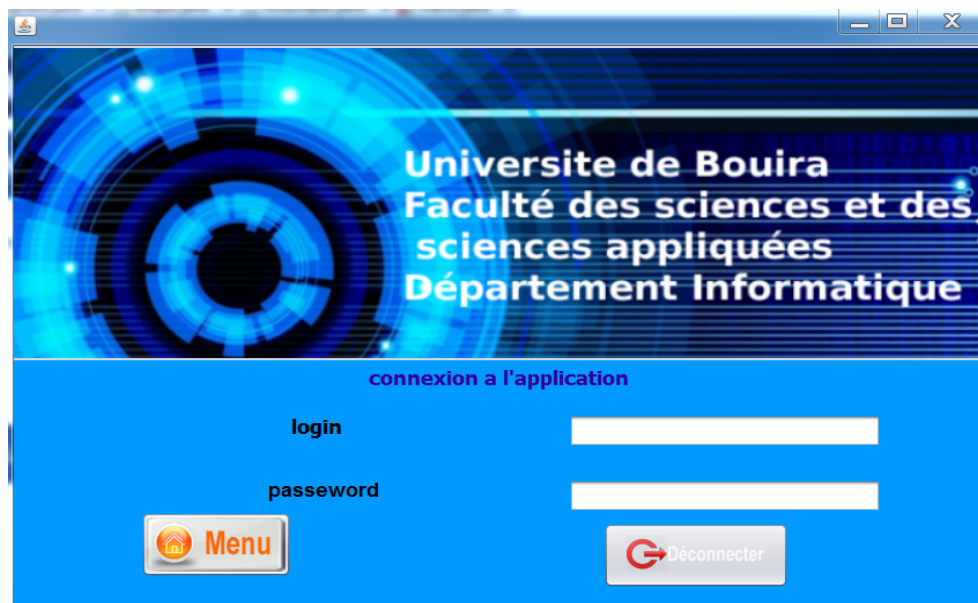 Universite de Bouira
Faculté des sciences et des
sciences appliquées
Département Informatique
connexion a l'application
login
passeword
Menu
Déconnecter